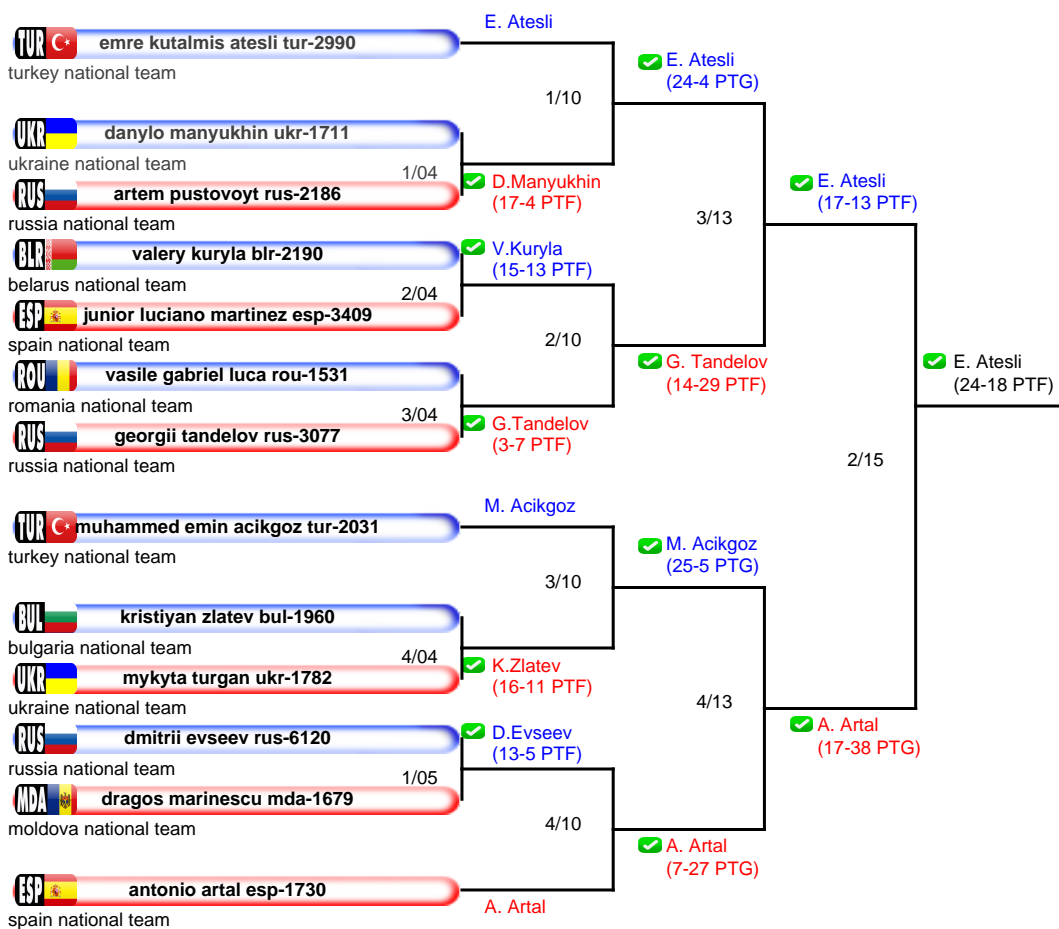 E. Atesli
TUR emre kutalmis atesli tur-2990
turkey national team
E. Atesli
(24-4 PTG)
1/10
UKR danylo manyukhin ukr-1711
ukraine national team
1/04
D.Manyukhin
(17-4 PTF)
E. Atesli
(17-13 PTF)
RUS artem pustovoyt rus-2186
russia national team
3/13
BLR valery kuryla blr-2190
belarus national team
V.Kuryla
(15-13 PTF)
2/04
ESP junior luciano martinez esp-3409
spain national team
2/10
G. Tandelov
(14-29 PTF)
E. Atesli
(24-18 PTF)
ROU vasile gabriel luca rou-1531
romania national team
3/04
G.Tandelov
(3-7 PTF)
RUS georgii tandelov rus-3077
russia national team
2/15
M. Acikgoz
TUR muhammed emin acikgoz tur-2031
turkey national team
M. Acikgoz
(25-5 PTG)
3/10
BUL kristiyan zlatev bul-1960
bulgaria national team
4/04
K.Zlatev
(16-11 PTF)
UKR mykyta turgan ukr-1782
ukraine national team
4/13
A. Artal
(17-38 PTG)
RUS dmitrii evseev rus-6120
russia national team
D.Evseev
(13-5 PTF)
1/05
MDA dragos marinescu mda-1679
moldova national team
4/10
A. Artal
(7-27 PTG)
ESP antonio artal esp-1730
spain national team
A. Artal